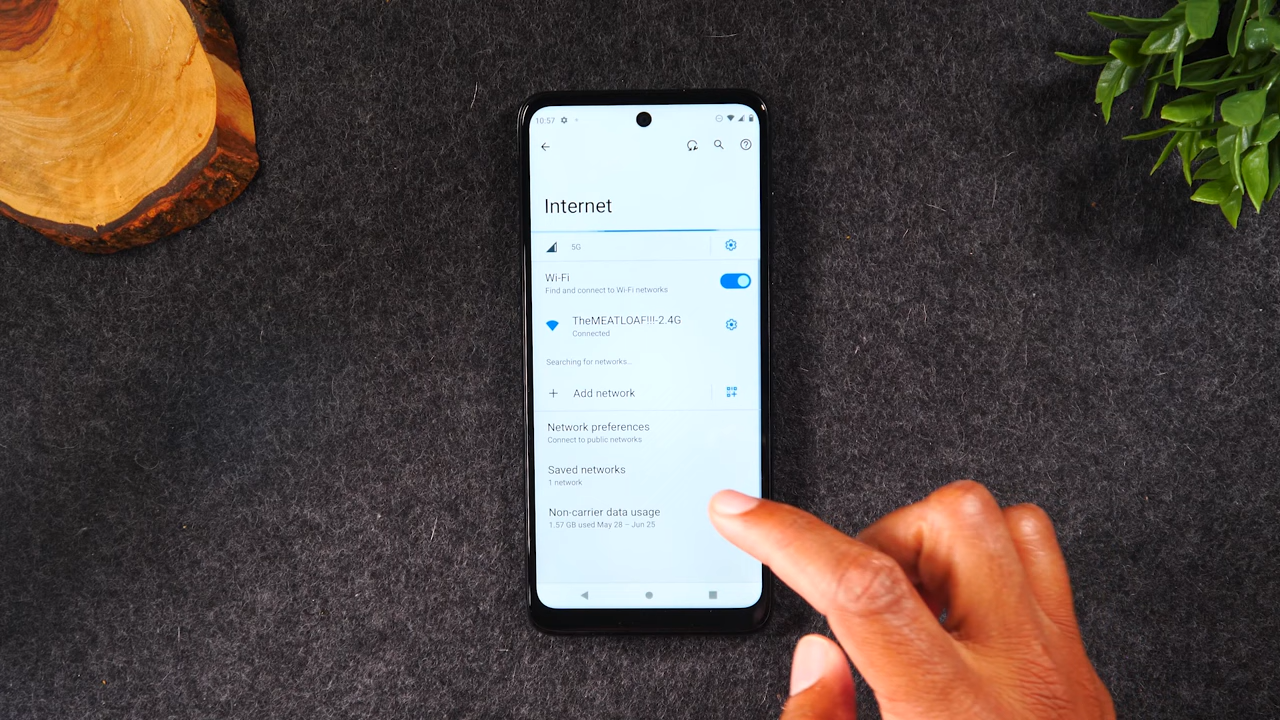 10:57
Internet
5G
Wi-Fi
Find and connect to Wi-Fi networks
TheMEATLOAF!!!-2.4G
Connected
Searching for networks…
Add network
Network preferences
Connect to public networks
Saved networks
1 network
Non-carrier data usage
1.57 GB used May 28 – Jun 25